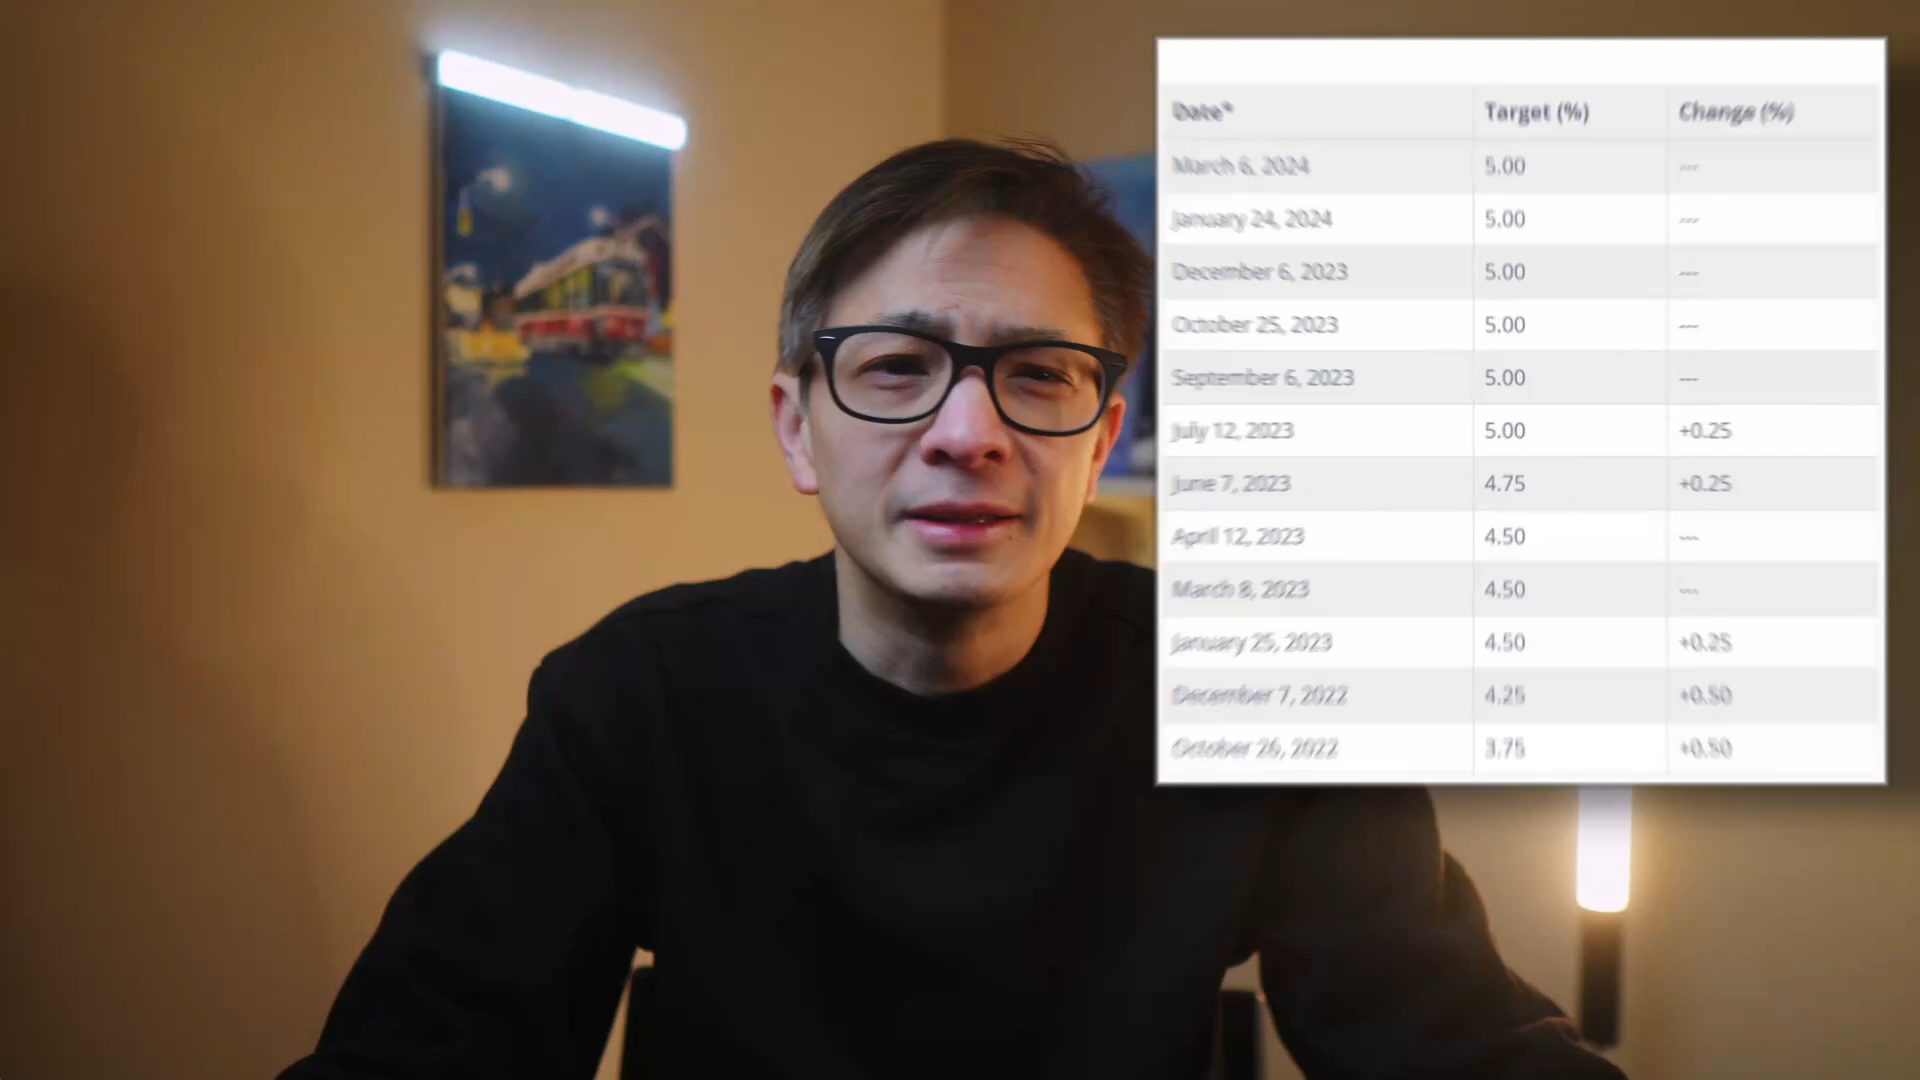 Date* Target (%) Change (%)
March 6, 2024 5.00 ---
January 24, 2024 5.00 ---
December 6, 2023 5.00 ---
October 25, 2023 5.00 ---
September 6, 2023 5.00 ---
July 12, 2023 5.00 +0.25
June 7, 2023 4.75 +0.25
April 12, 2023 4.50 ---
March 8, 2023 4.50 ---
January 25, 2023 4.50 +0.25
December 7, 2022 4.25 +0.50
October 26, 2022 3.75 +0.50